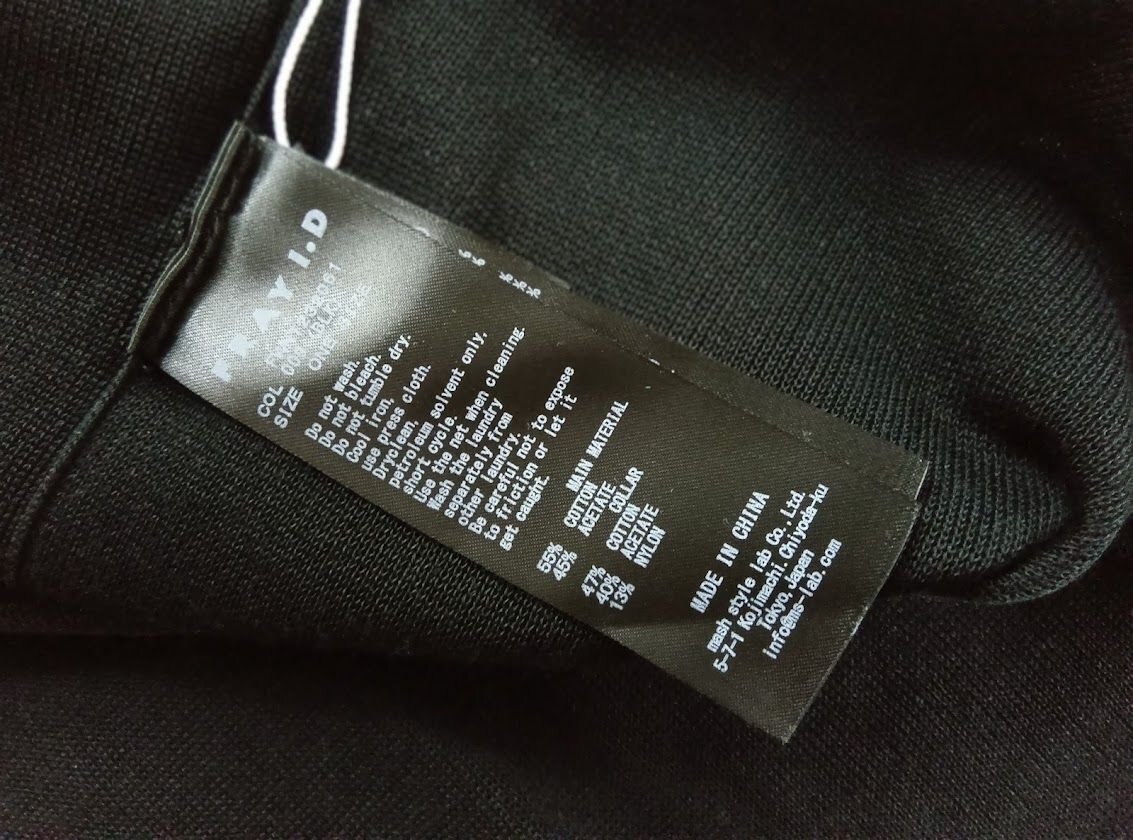 FRAY I.D
COL
SIZE ONE SIZE
Do not wash.
Do not bleach.
Do not tumble dry.
Cool iron,
use press cloth.
Dryclean,
petroleum solvent only,
short cycle.
Use the net when cleaning.
Wash the laundry
separately from
other laundry.
Be careful not to expose
to friction or let it
get caught.
MAIN MATERIAL
55% COTTON
45% ACETATE
COLLAR
47% COTTON
40% ACETATE
13% NYLON
MADE IN CHINA
mash style lab Co.,Ltd.
5-7-1 Kojimachi.Chiyoda-ku
Tokyo.Japan
info@ms-lab.com